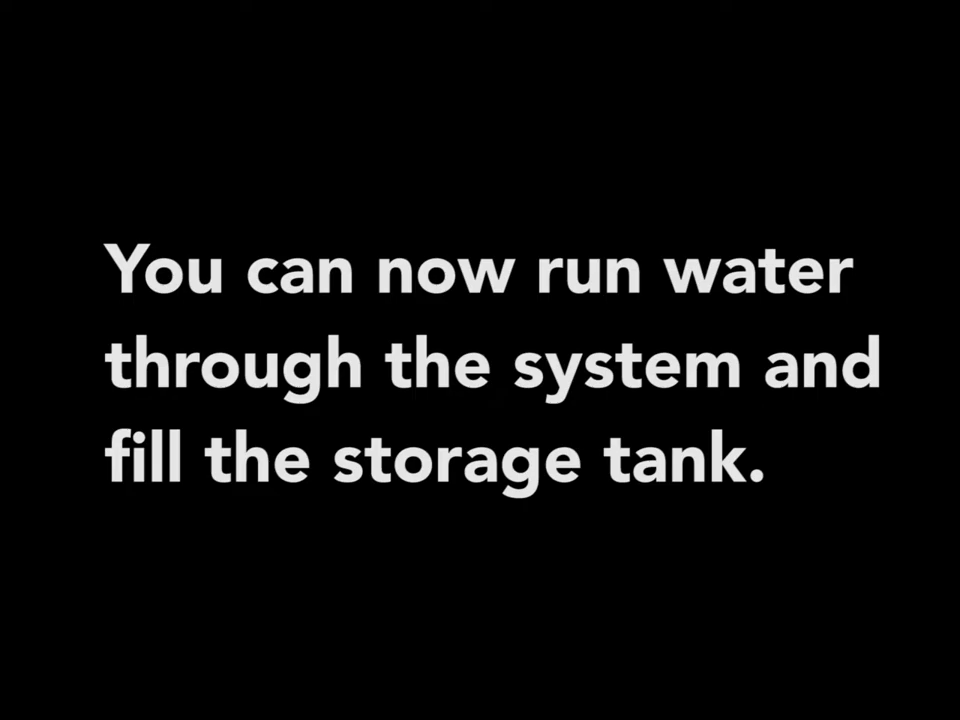 You can now run water
through the system and
fill the storage tank.